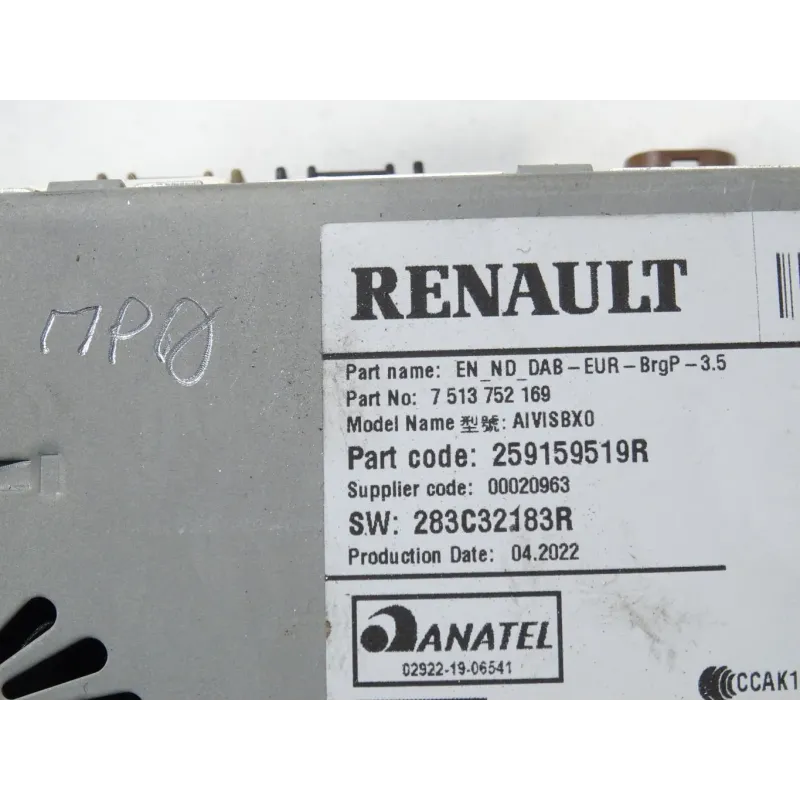 RENAULT
Part name: EN_ND_DAB-EUR-BrgP-3.5
Part No: 7 513 752 169
Model Name 型號: AIVISBX0
Part code: 259159519R
Supplier code: 00020963
SW: 283C32183R
Production Date: 04.2022
ANATEL
02922-19-06541
CCAK1